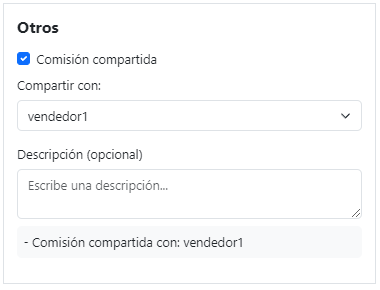 Otros
Comisión compartida
Compartir con:
vendedor1
Descripción (opcional)
Escribe una descripción...
- Comisión compartida con: vendedor1